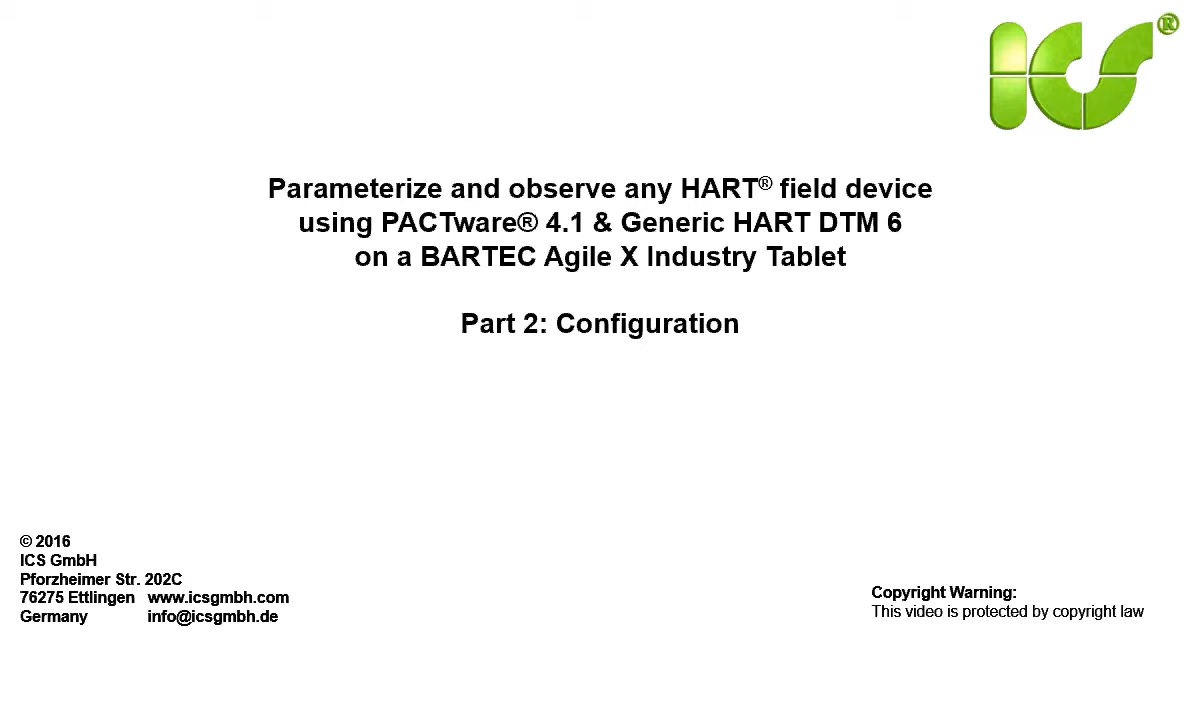 ICS®
Parameterize and observe any HART® field device
using PACTware® 4.1 & Generic HART DTM 6
on a BARTEC Agile X Industry Tablet
Part 2: Configuration
© 2016
ICS GmbH
Pforzheimer Str. 202C
76275 Ettlingen www.icsgmbh.com
Germany info@icsgmbh.de
Copyright Warning:
This video is protected by copyright law